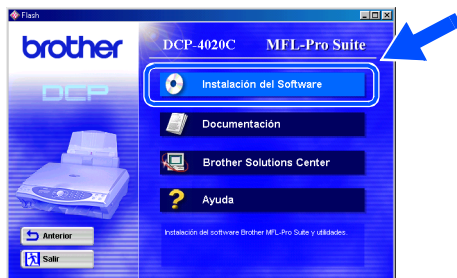 Flash
brother
DCP-4020C MFL-Pro Suite
DCP
Instalación del Software
Documentación
Brother Solutions Center
Ayuda
Instalación del software Brother MFL-Pro Suite y utilidades.
Anterior
Salir